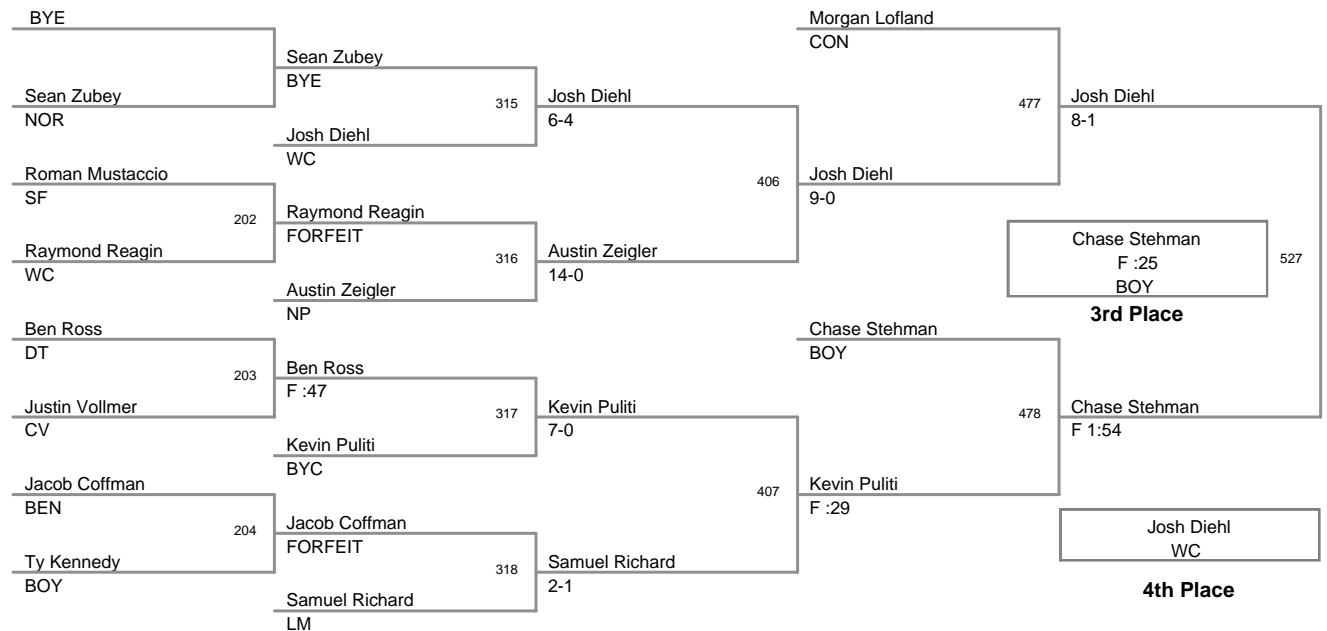 BYE
Sean Zubey
NOR
Roman Mustaccio
SF
202
Raymond Reagin
WC
Ben Ross
DT
203
Justin Vollmer
CV
Jacob Coffman
BEN
204
Ty Kennedy
BOY
Sean Zubey
BYE
315
Josh Diehl
WC
Raymond Reagin
FORFEIT
316
Austin Zeigler
NP
Ben Ross
F :47
317
Kevin Puliti
BYC
Jacob Coffman
FORFEIT
318
Samuel Richard
LM
Josh Diehl
6-4
406
Austin Zeigler
14-0
Kevin Puliti
7-0
407
Samuel Richard
2-1
Morgan Lofland
CON
477
Josh Diehl
9-0
Chase Stehman
BOY
478
Kevin Puliti
F :29
Josh Diehl
8-1
527
Chase Stehman
F 1:54
Chase Stehman
F :25
BOY
3rd Place
Josh Diehl
WC
4th Place